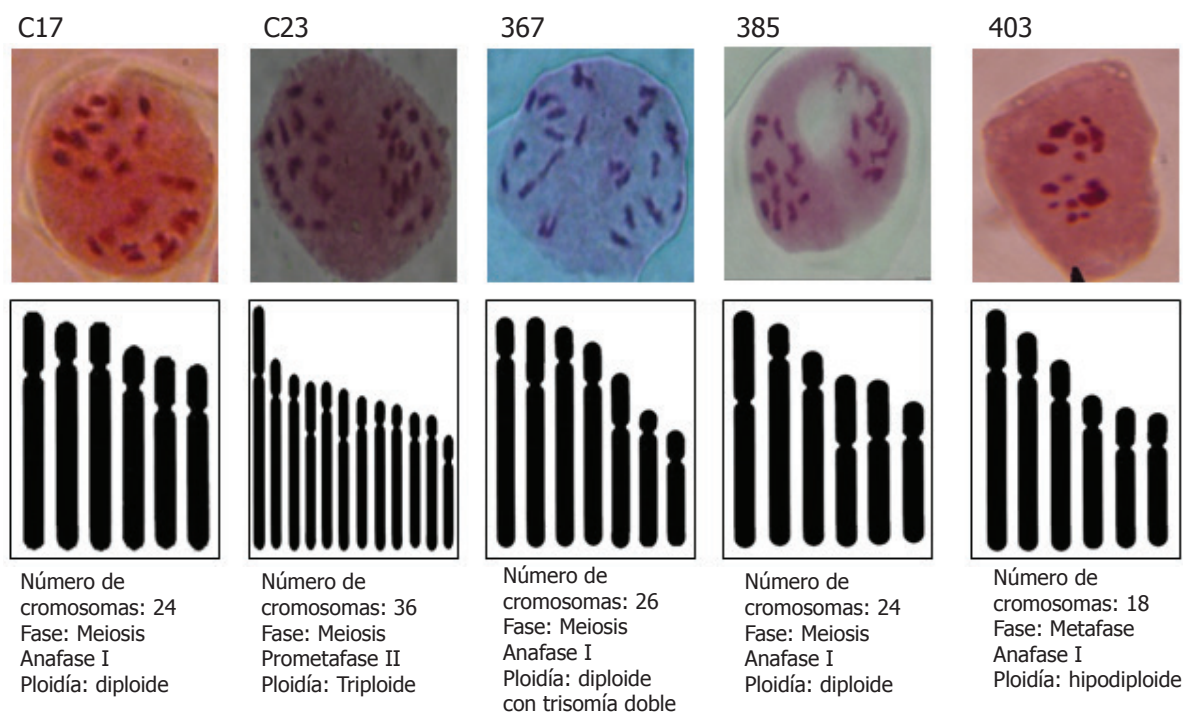 C17
C23
367
385
403
Número de
cromosomas: 24
Fase: Meiosis
Anafase I
Ploidía: diploide
Número de
cromosomas: 36
Fase: Meiosis
Prometafase II
Ploidía: Triploide
Número de
cromosomas: 26
Fase: Meiosis
Anafase I
Ploidía: diploide
con trisomía doble
Número de
cromosomas: 24
Fase: Meiosis
Anafase I
Ploidía: diploide
Número de
cromosomas: 18
Fase: Metafase
Anafase I
Ploidía: hipodiploide